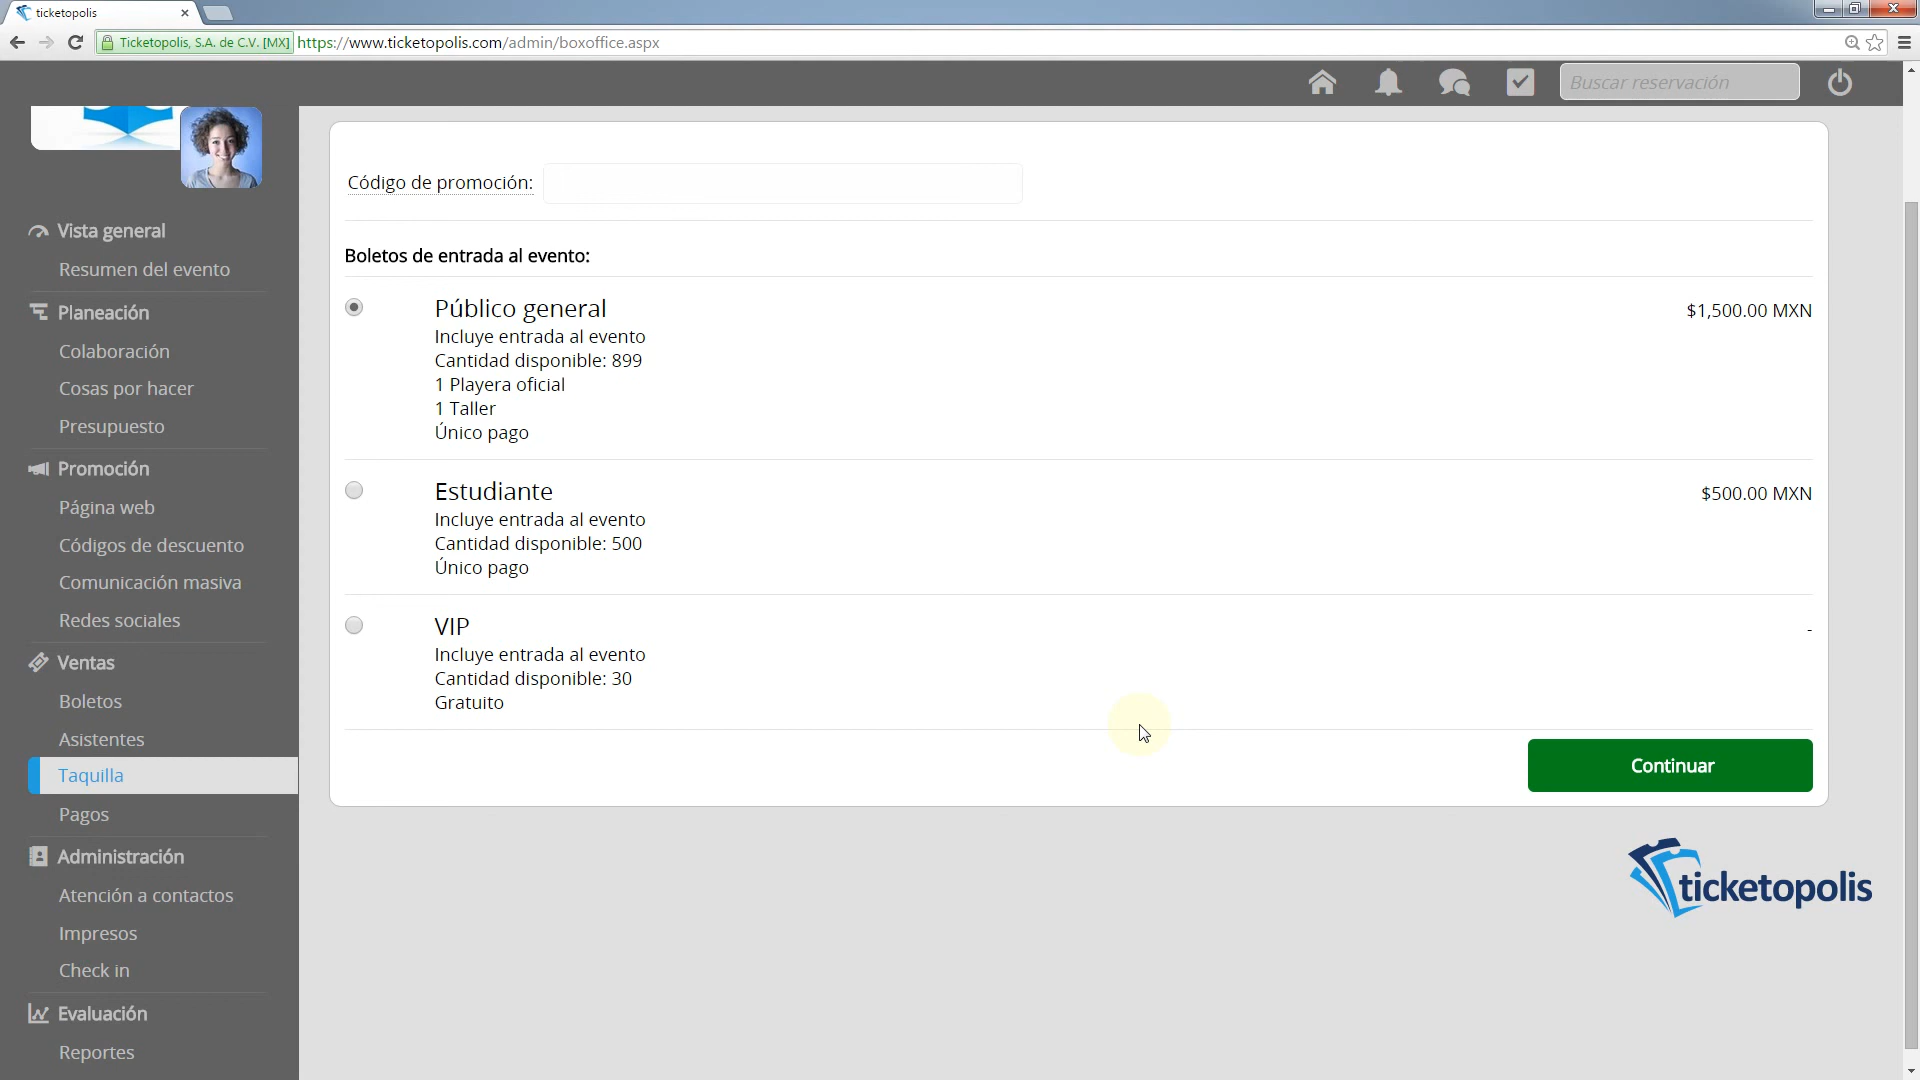 ticketopolis
Ticketopolis, S.A. de C.V. [MX] https://www.ticketopolis.com/admin/boxoffice.aspx
Buscar reservación
Vista general
Resumen del evento
Planeación
Colaboración
Cosas por hacer
Presupuesto
Promoción
Página web
Códigos de descuento
Comunicación masiva
Redes sociales
Ventas
Boletos
Asistentes
Taquilla
Pagos
Administración
Atención a contactos
Impresos
Check in
Evaluación
Reportes
Código de promoción:
Boletos de entrada al evento:
Público general $1,500.00 MXN
Incluye entrada al evento
Cantidad disponible: 899
1 Playera oficial
1 Taller
Único pago
Estudiante $500.00 MXN
Incluye entrada al evento
Cantidad disponible: 500
Único pago
VIP -
Incluye entrada al evento
Cantidad disponible: 30
Gratuito
Continuar
ticketopolis